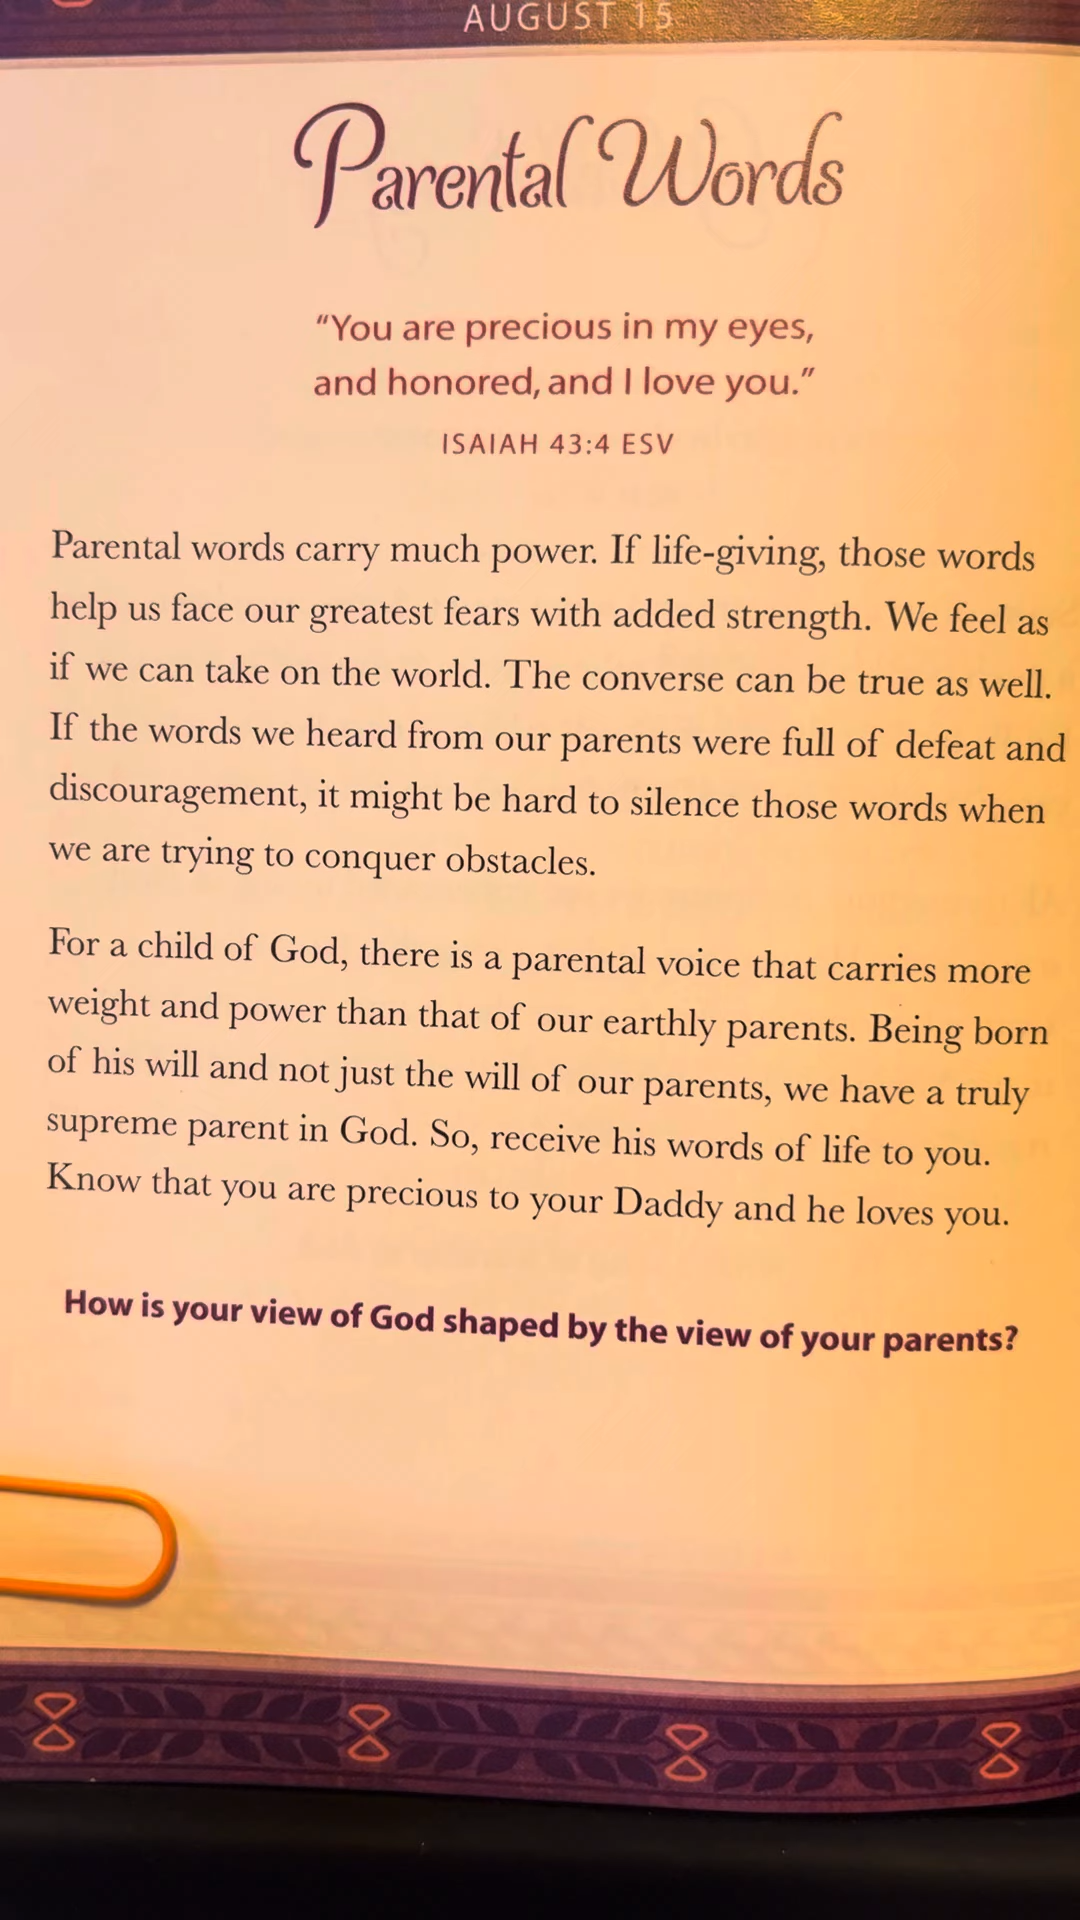 AUGUST 15
Parental Words
“You are precious in my eyes,
and honored, and I love you.”
ISAIAH 43:4 ESV
Parental words carry much power. If life-giving, those words
help us face our greatest fears with added strength. We feel as
if we can take on the world. The converse can be true as well.
If the words we heard from our parents were full of defeat and
discouragement, it might be hard to silence those words when
we are trying to conquer obstacles.
For a child of God, there is a parental voice that carries more
weight and power than that of our earthly parents. Being born
of his will and not just the will of our parents, we have a truly
supreme parent in God. So, receive his words of life to you.
Know that you are precious to your Daddy and he loves you.
How is your view of God shaped by the view of your parents?